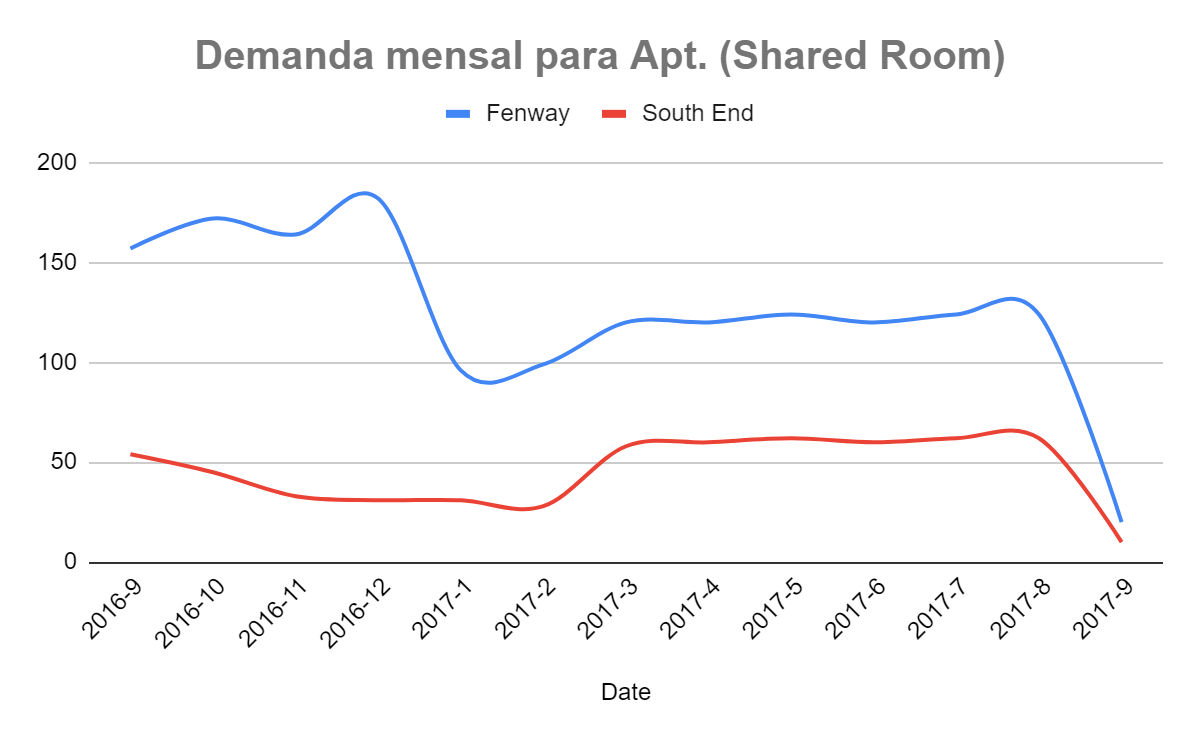 Demanda mensal para Apt. (Shared Room)
Fenway South End
200
150
100
50
0
2016-9 2016-10 2016-11 2016-12 2017-1 2017-2 2017-3 2017-4 2017-5 2017-6 2017-7 2017-8 2017-9
Date